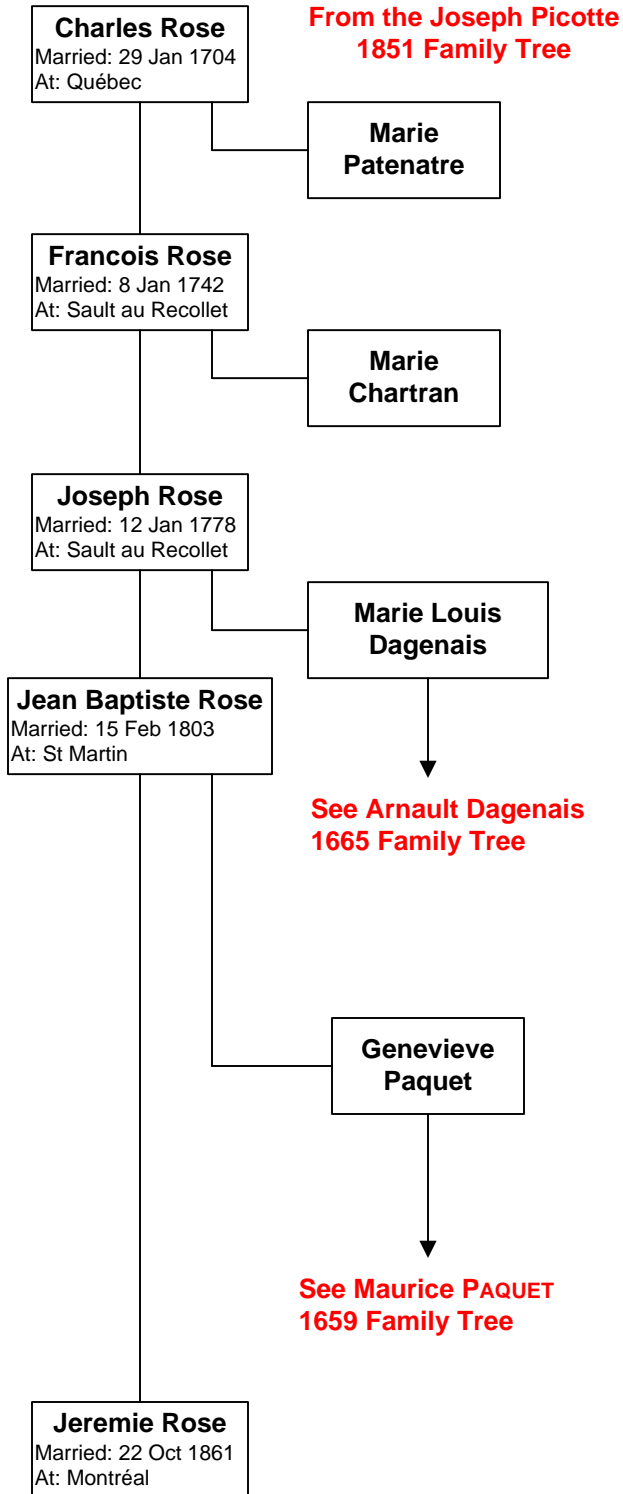 Charles Rose
Married: 29 Jan 1704
At: Québec
From the Joseph Picotte
1851 Family Tree
Marie
Patenatre
Francois Rose
Married: 8 Jan 1742
At: Sault au Recollet
Marie
Chartran
Joseph Rose
Married: 12 Jan 1778
At: Sault au Recollet
Marie Louis
Dagenais
Jean Baptiste Rose
Married: 15 Feb 1803
At: St Martin
See Arnault Dagenais
1665 Family Tree
Genevieve
Paquet
See Maurice PAQUET
1659 Family Tree
Jeremie Rose
Married: 22 Oct 1861
At: Montréal